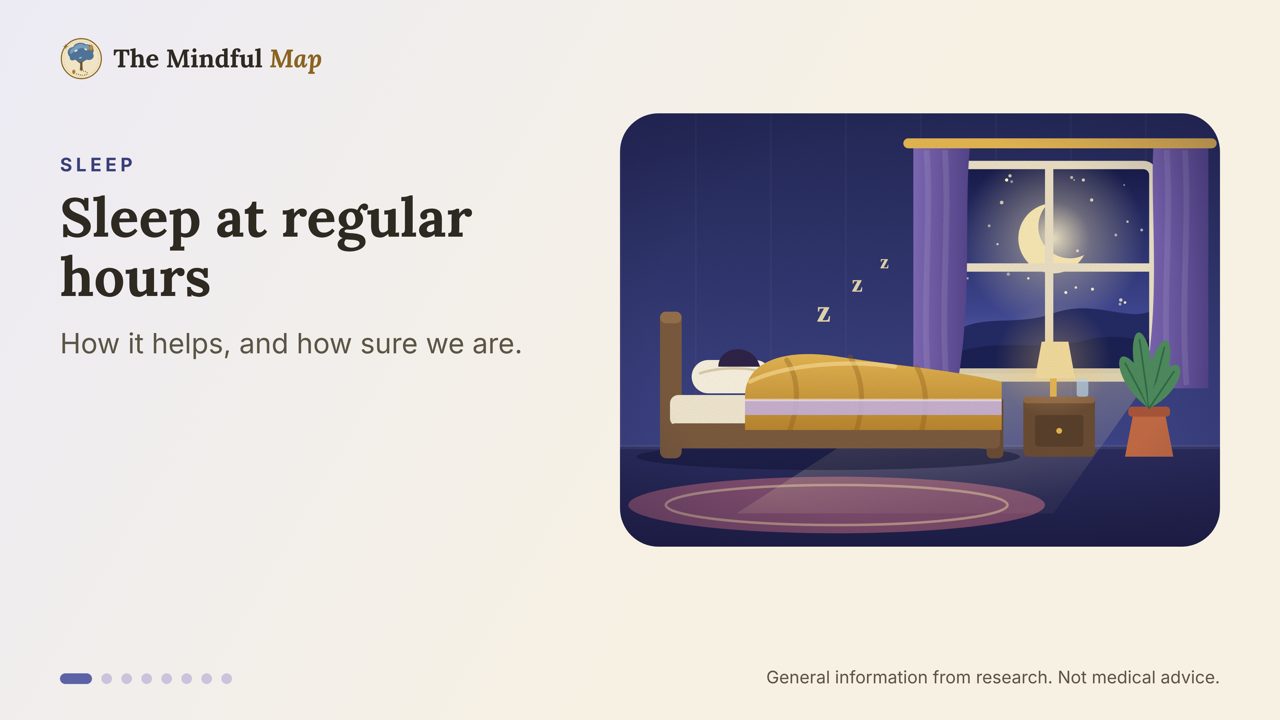 The Mindful Map
SLEEP
Sleep at regular
hours
How it helps, and how sure we are.
z
z
z
General information from research. Not medical advice.